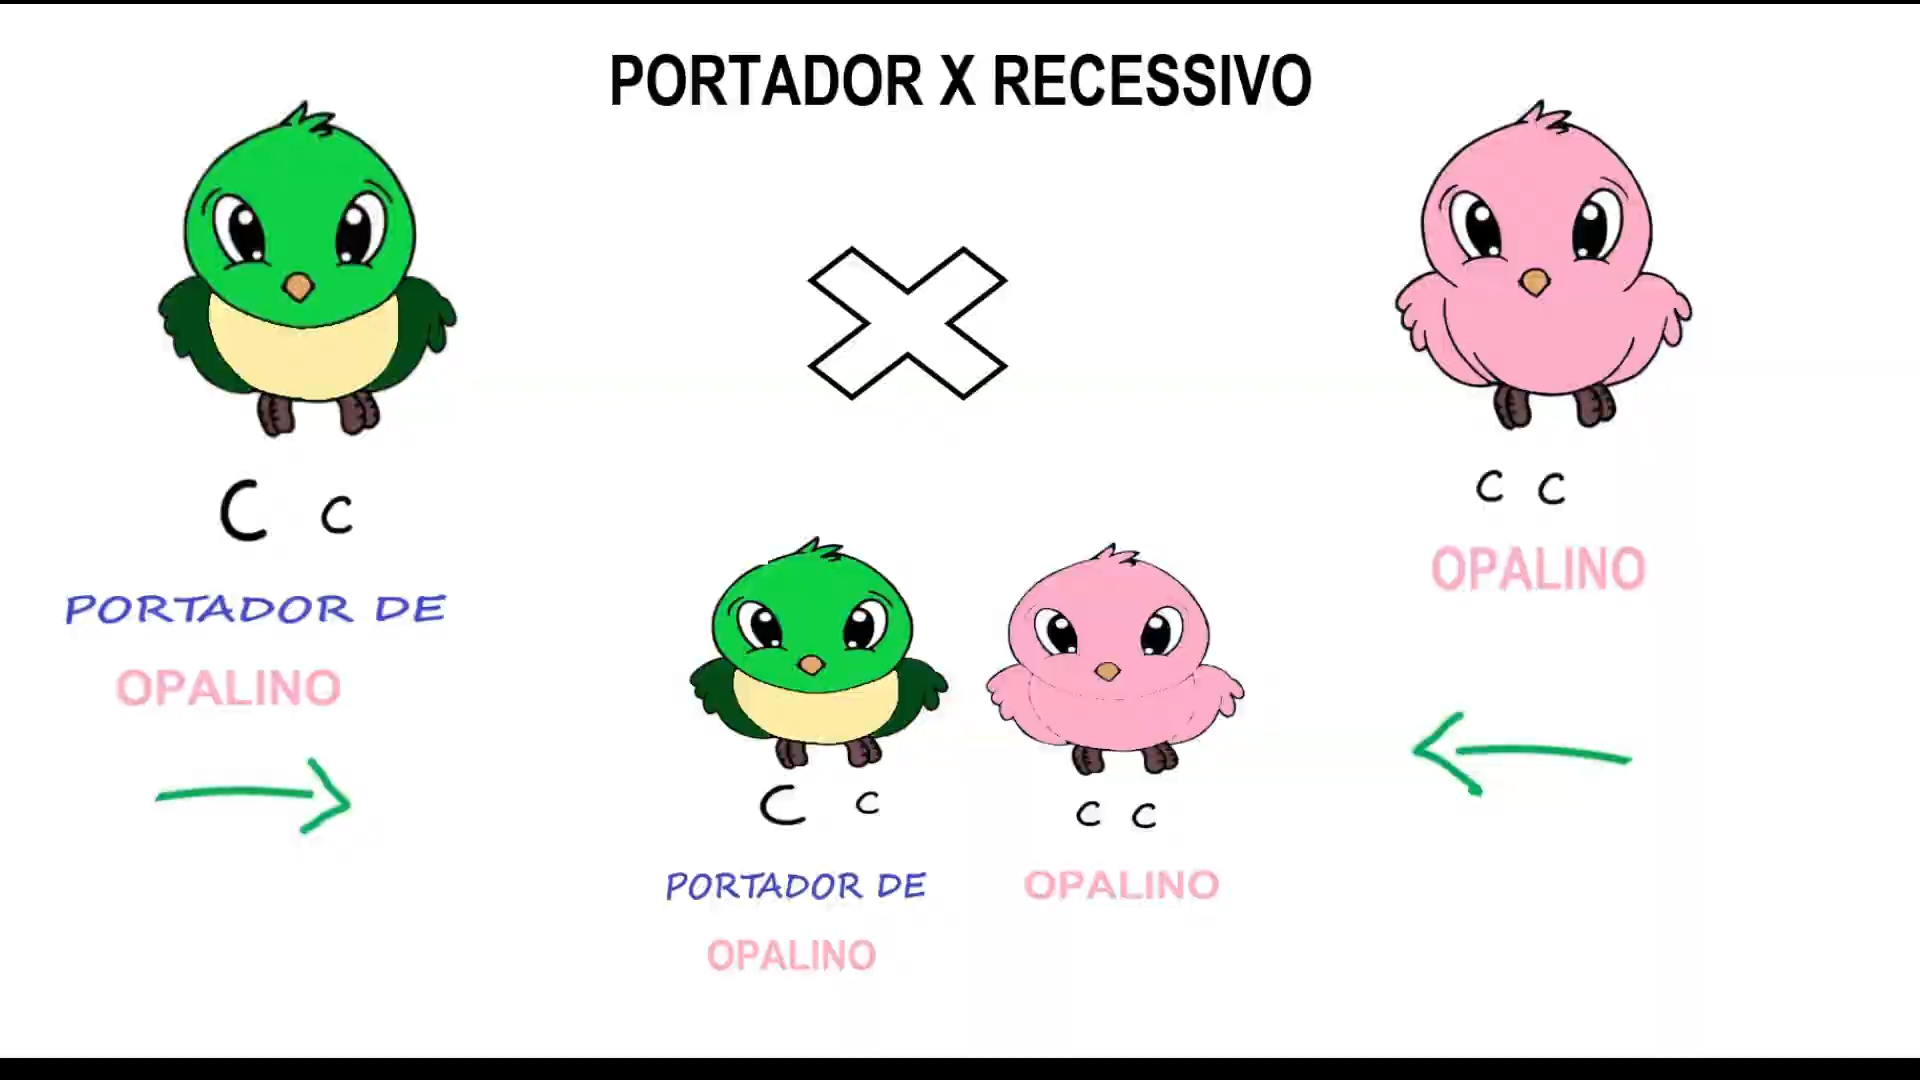 PORTADOR X RECESSIVO
C c
PORTADOR DE
OPALINO
c c
OPALINO
C c
PORTADOR DE
OPALINO
c c
OPALINO